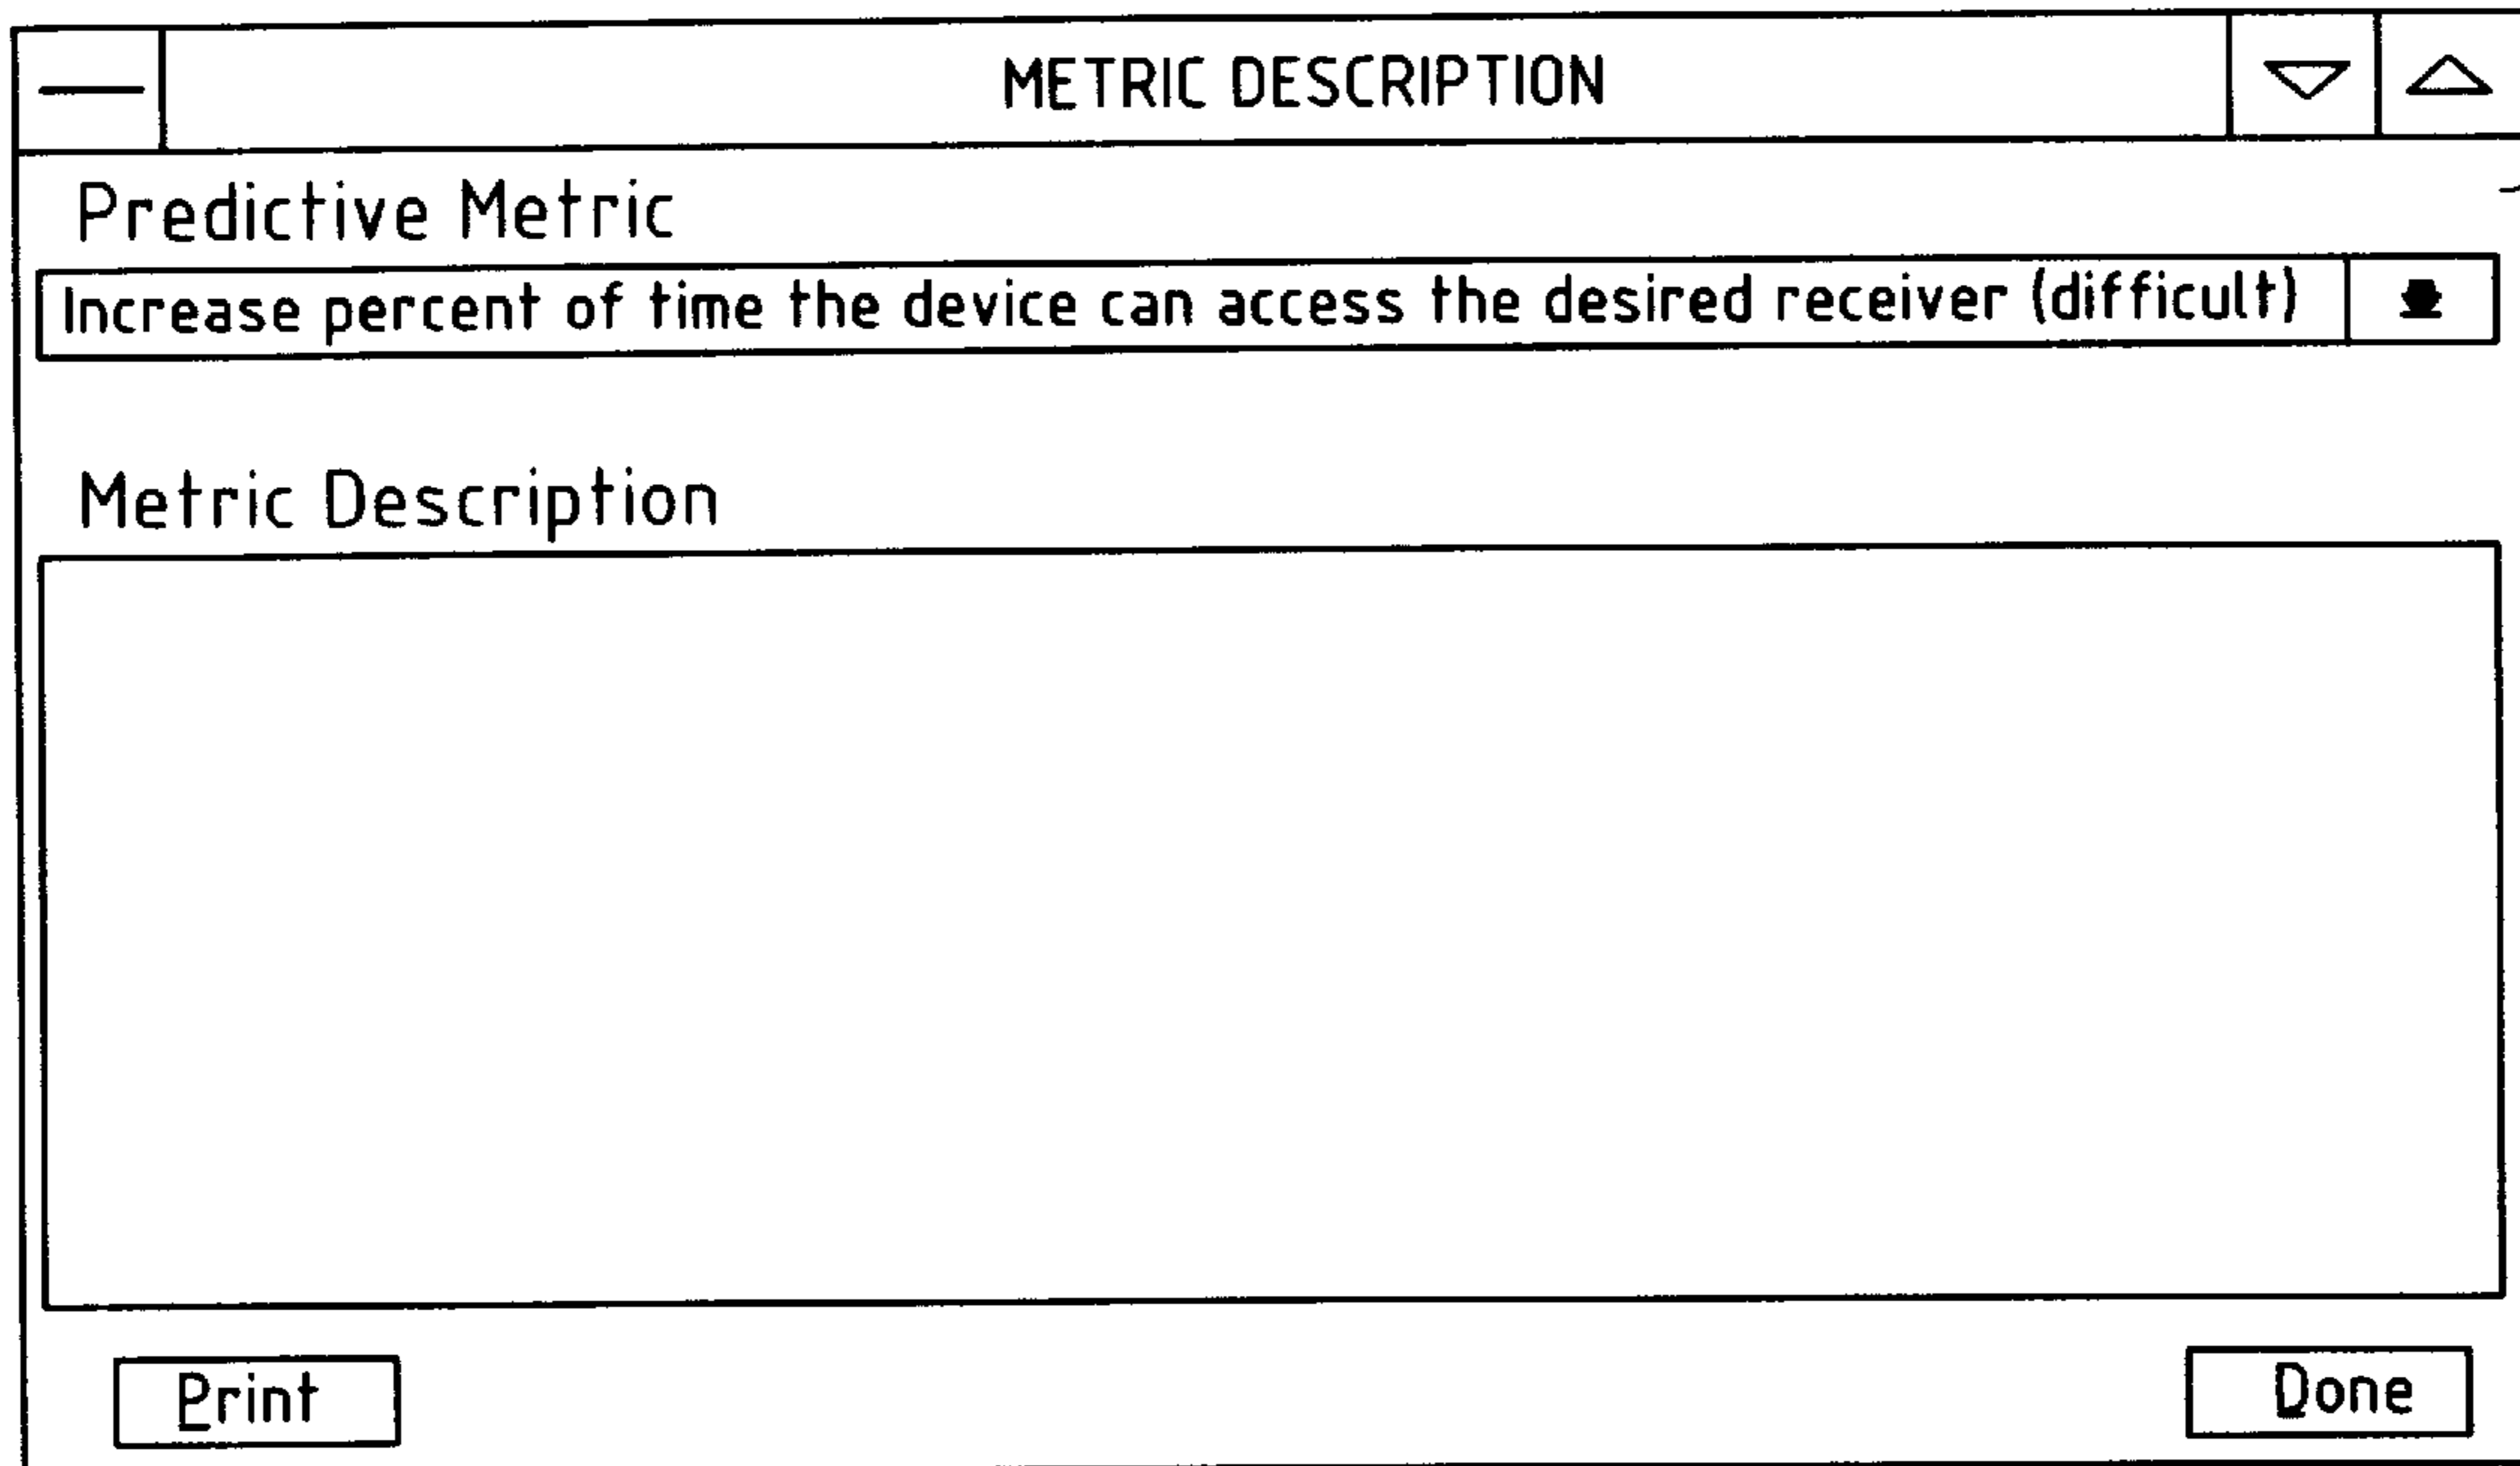 METRIC DESCRIPTION
Predictive Metric
Increase percent of time the device can access the desired receiver (difficult)
Metric Description
Print
Done